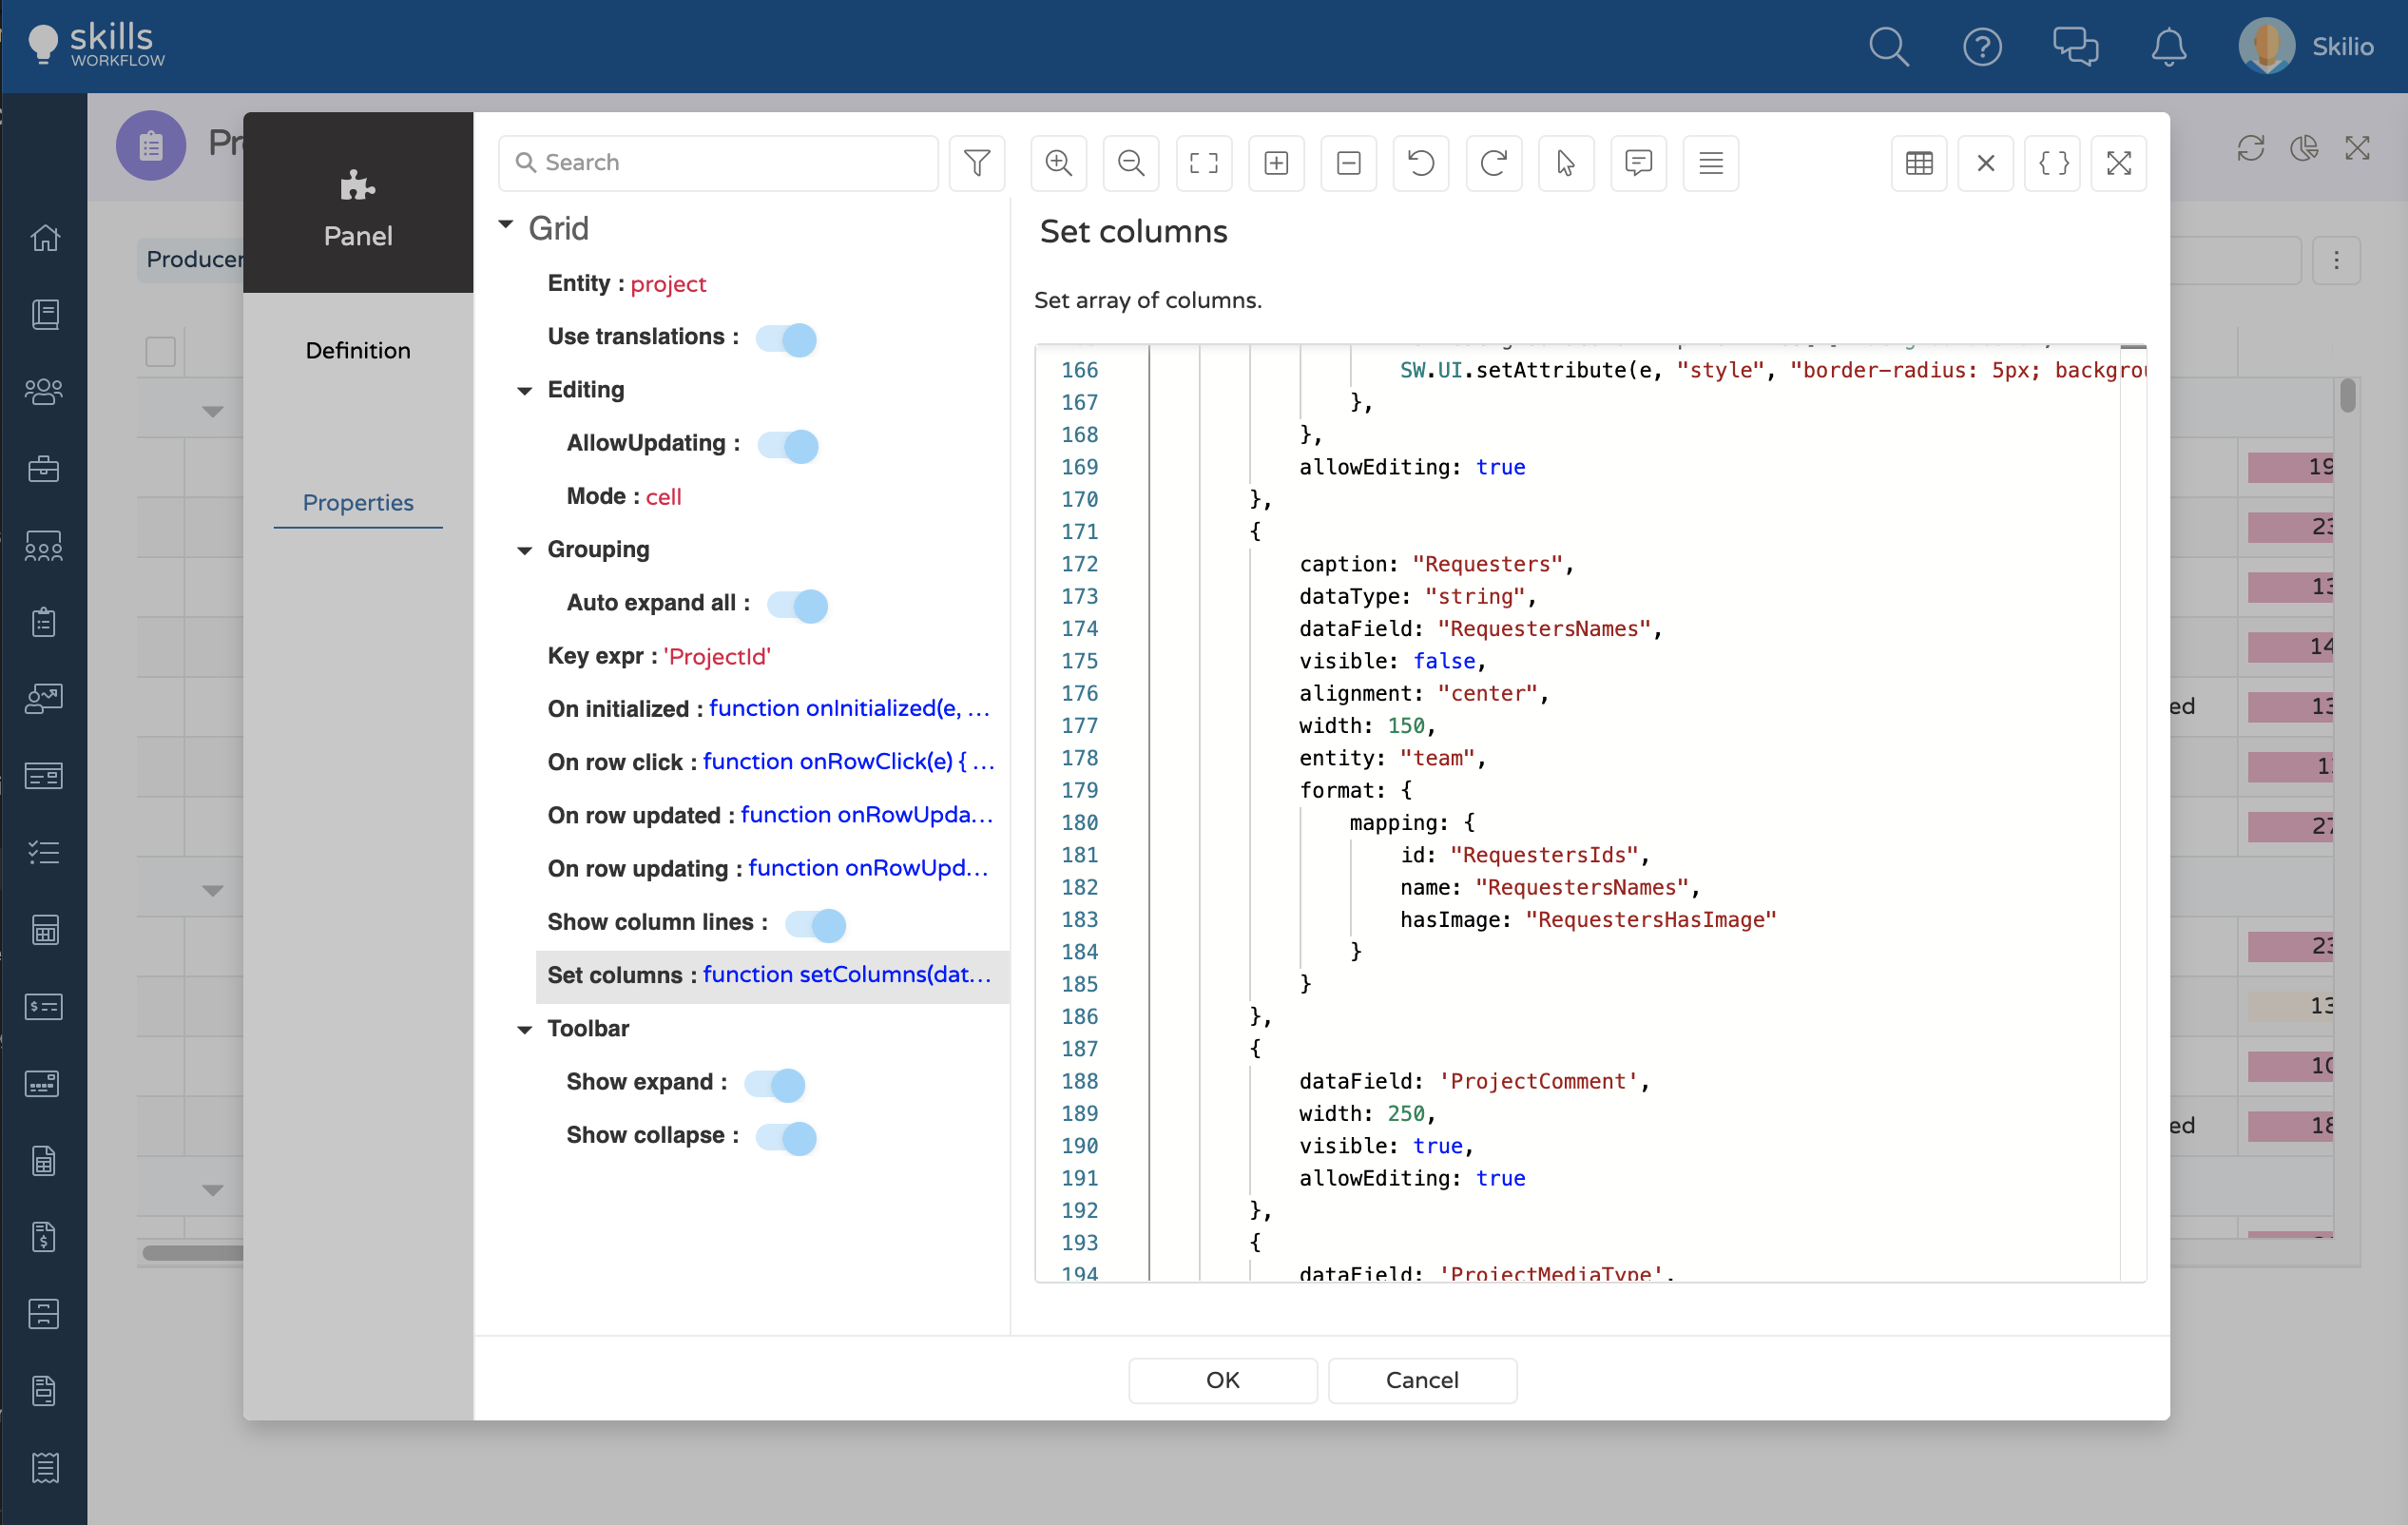 skills
WORKFLOW
Skilio
Panel
Search
Producer
Definition
Properties
Grid
Entity : project
Use translations :
Editing
AllowUpdating :
Mode : cell
Grouping
Auto expand all :
Key expr : 'ProjectId'
On initialized : function onInitialized(e, ...
On row click : function onRowClick(e) { ...
On row updated : function onRowUpda...
On row updating : function onRowUpd...
Show column lines :
Set columns : function setColumns(dat...
Toolbar
Show expand :
Show collapse :
Set columns
Set array of columns.
166 SW.UI.setAttribute(e, "style", "border-radius: 5px; backgrou
167 },
168 },
169 allowEditing: true
170 },
171 {
172 caption: "Requesters",
173 dataType: "string",
174 dataField: "RequestersNames",
175 visible: false,
176 alignment: "center",
177 width: 150,
178 entity: "team",
179 format: {
180 mapping: {
181 id: "RequestersIds",
182 name: "RequestersNames",
183 hasImage: "RequestersHasImage"
184 }
185 }
186 },
187 {
188 dataField: 'ProjectComment',
189 width: 250,
190 visible: true,
191 allowEditing: true
192 },
193 {
194 dataField: 'ProjectMediaType',
19
23
13
14
ed 13
27
23
13
10
ed 18
OK
Cancel